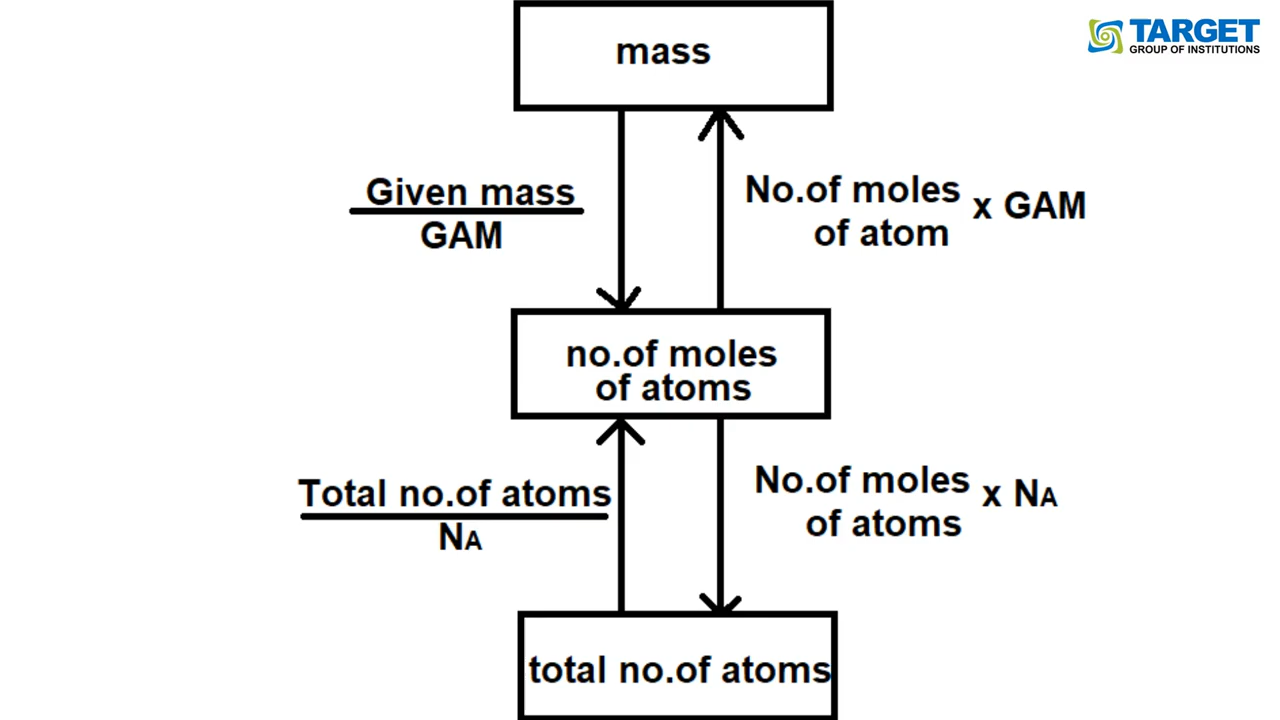 TARGET
GROUP OF INSTITUTIONS
mass
Given mass
GAM
No.of moles
of atom
x GAM
no.of moles
of atoms
Total no.of atoms
NA
No.of moles
of atoms
x NA
total no.of atoms